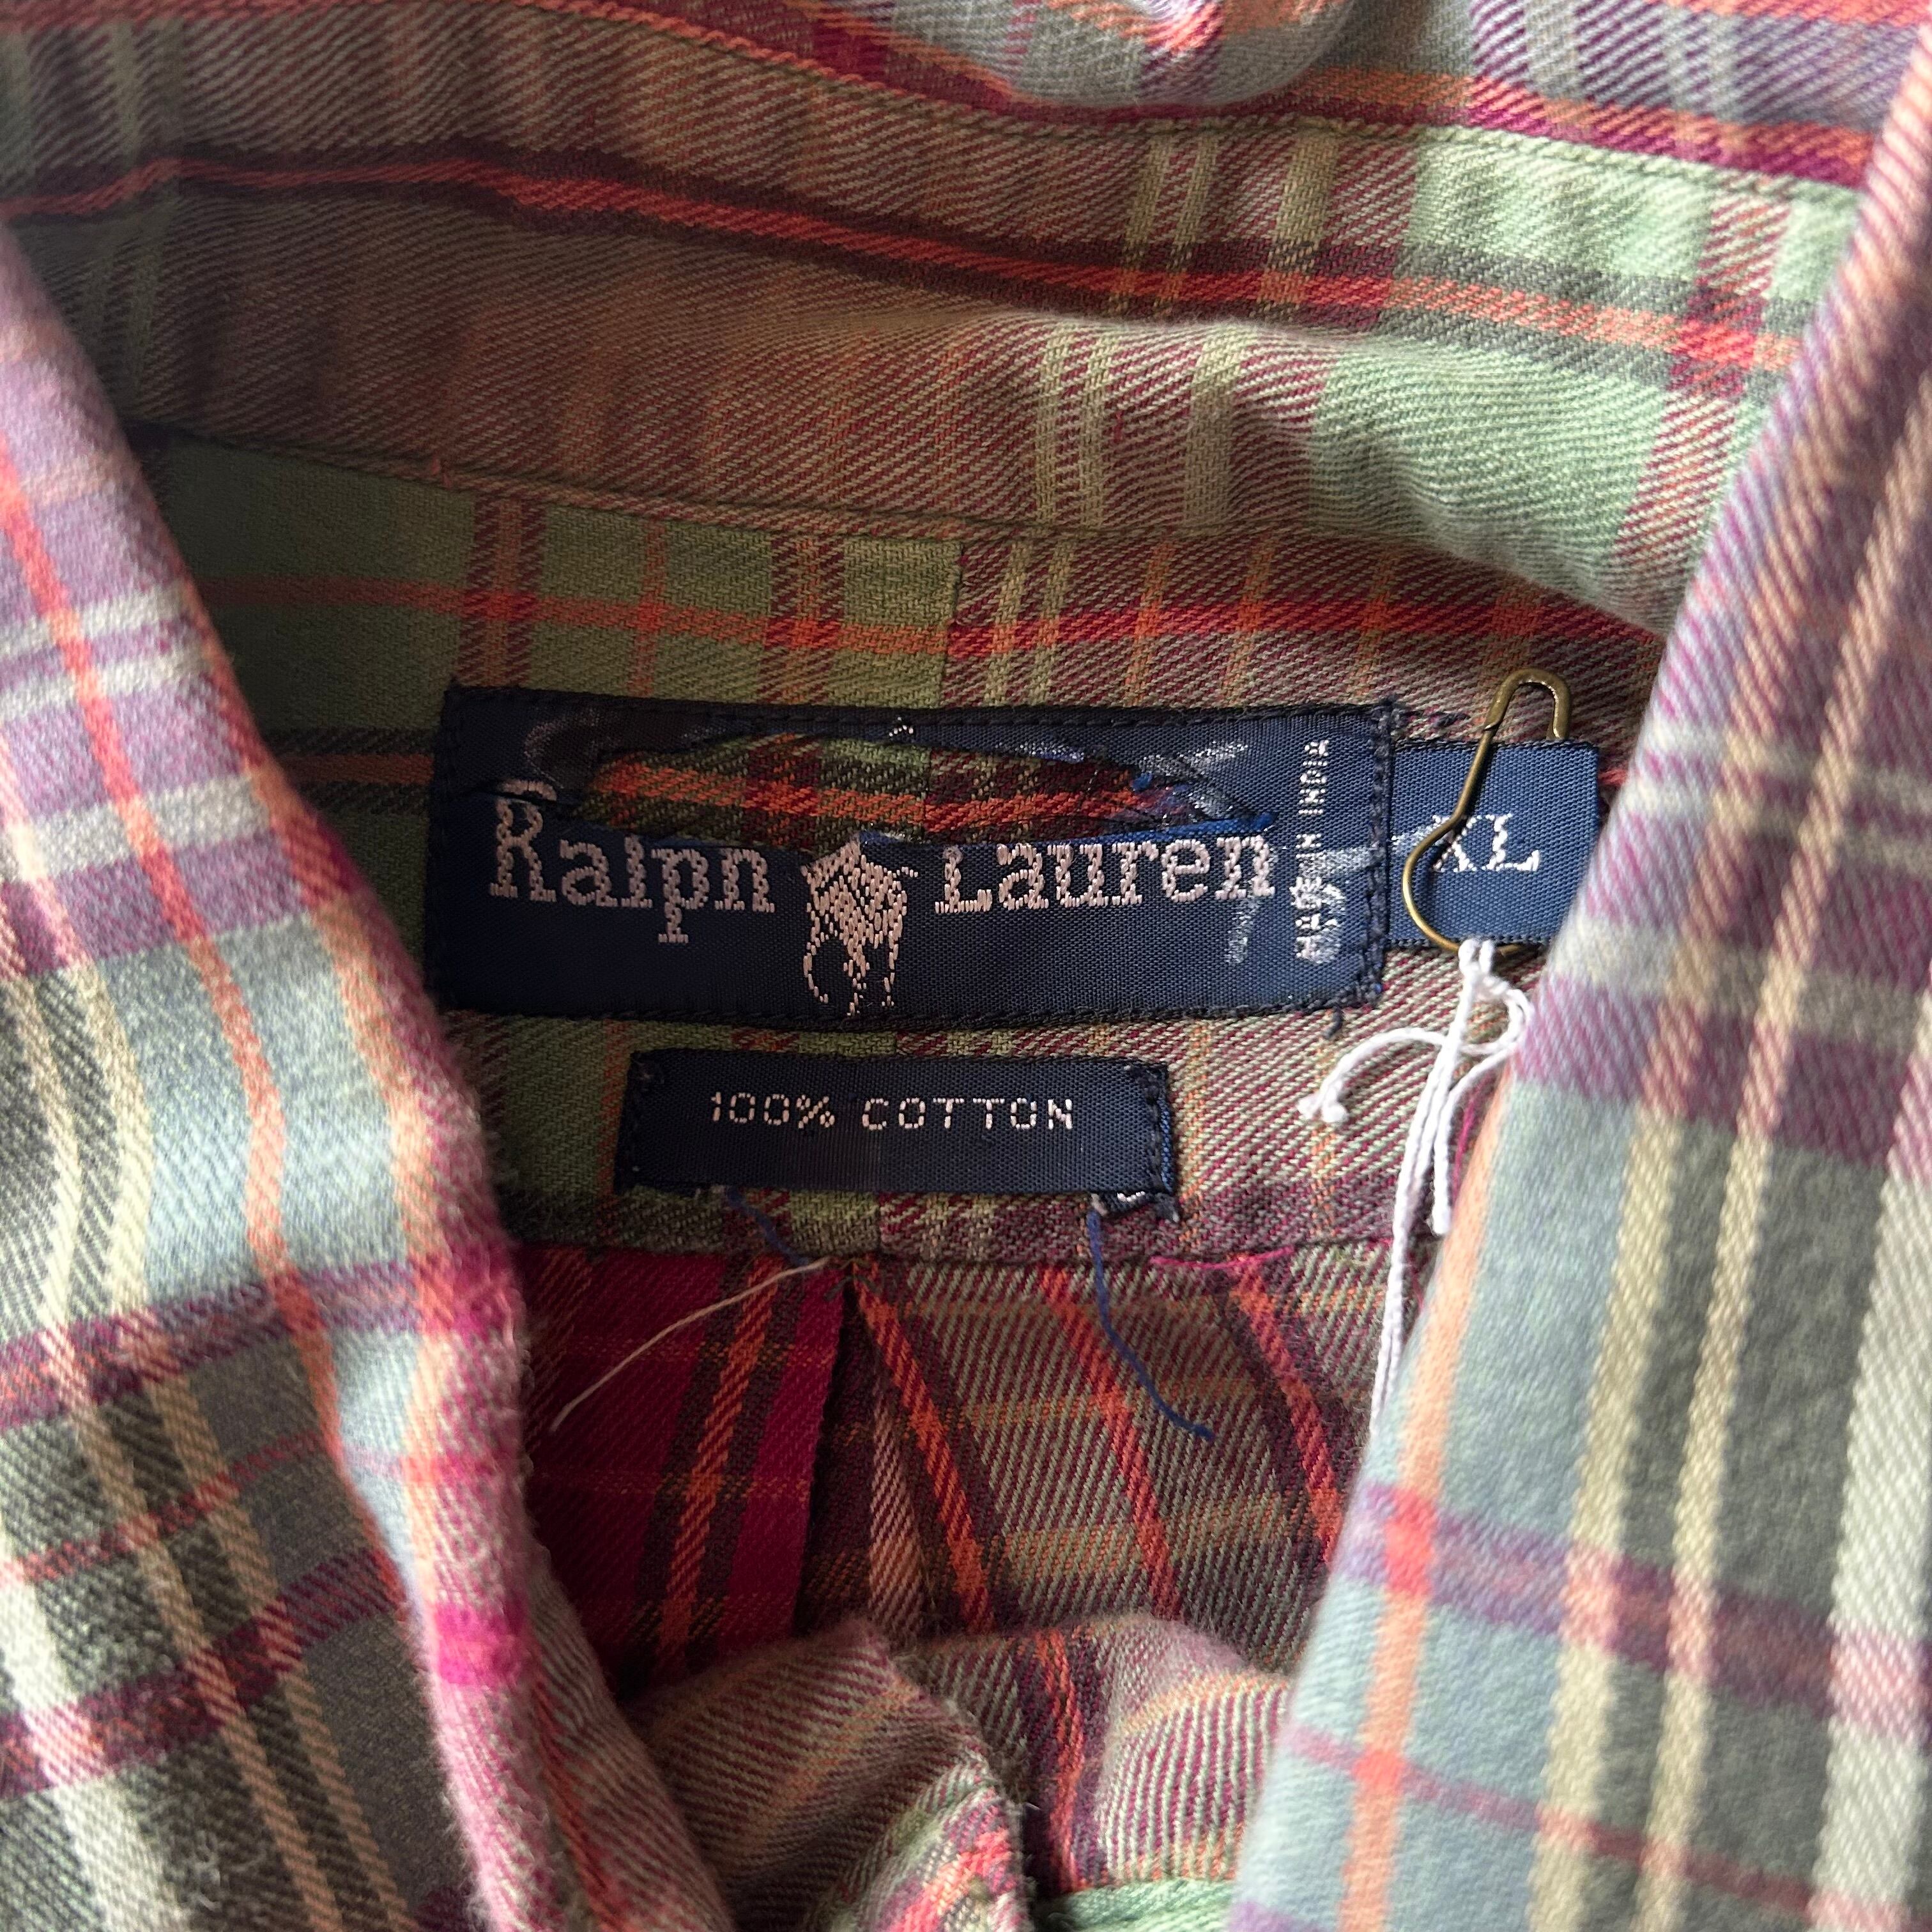 Ralph Lauren
MADE IN INDIA
XL
100% COTTON